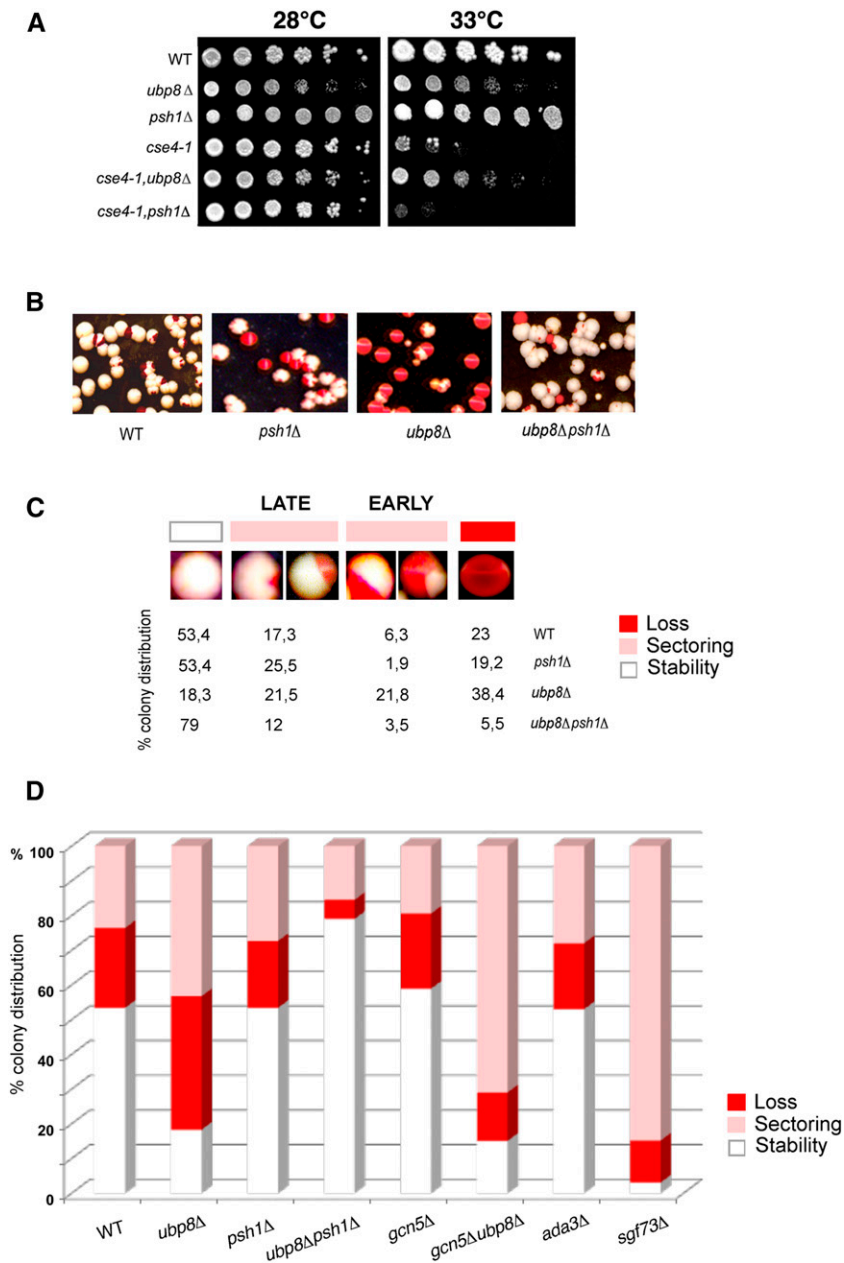 A
28°C 33°C
WT
ubp8 Δ
psh1Δ
cse4-1
cse4-1,ubp8Δ
cse4-1,psh1Δ
B
WT psh1Δ ubp8Δ ubp8Δpsh1Δ
C
LATE EARLY
% colony distribution
53,4 17,3 6,3 23 WT
53,4 25,5 1,9 19,2 psh1Δ
18,3 21,5 21,8 38,4 ubp8Δ
79 12 3,5 5,5 ubp8Δpsh1Δ
Loss
Sectoring
Stability
D
% 100
80
60
40
20
0
% colony distribution
WT ubp8Δ psh1Δ ubp8Δpsh1Δ gcn5Δ gcn5Δubp8Δ ada3Δ sgf73Δ
Loss
Sectoring
Stability